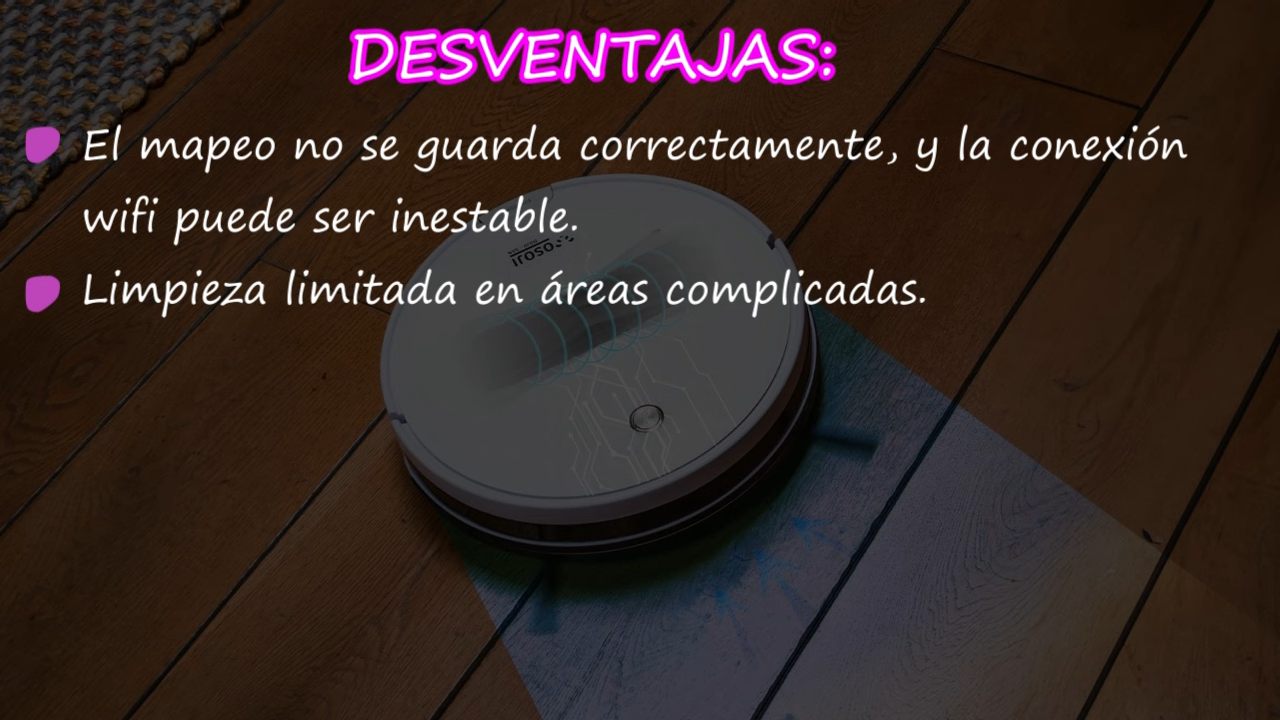 DESVENTAJAS:
El mapeo no se guarda correctamente, y la conexión
wifi puede ser inestable.
Limpieza limitada en áreas complicadas.